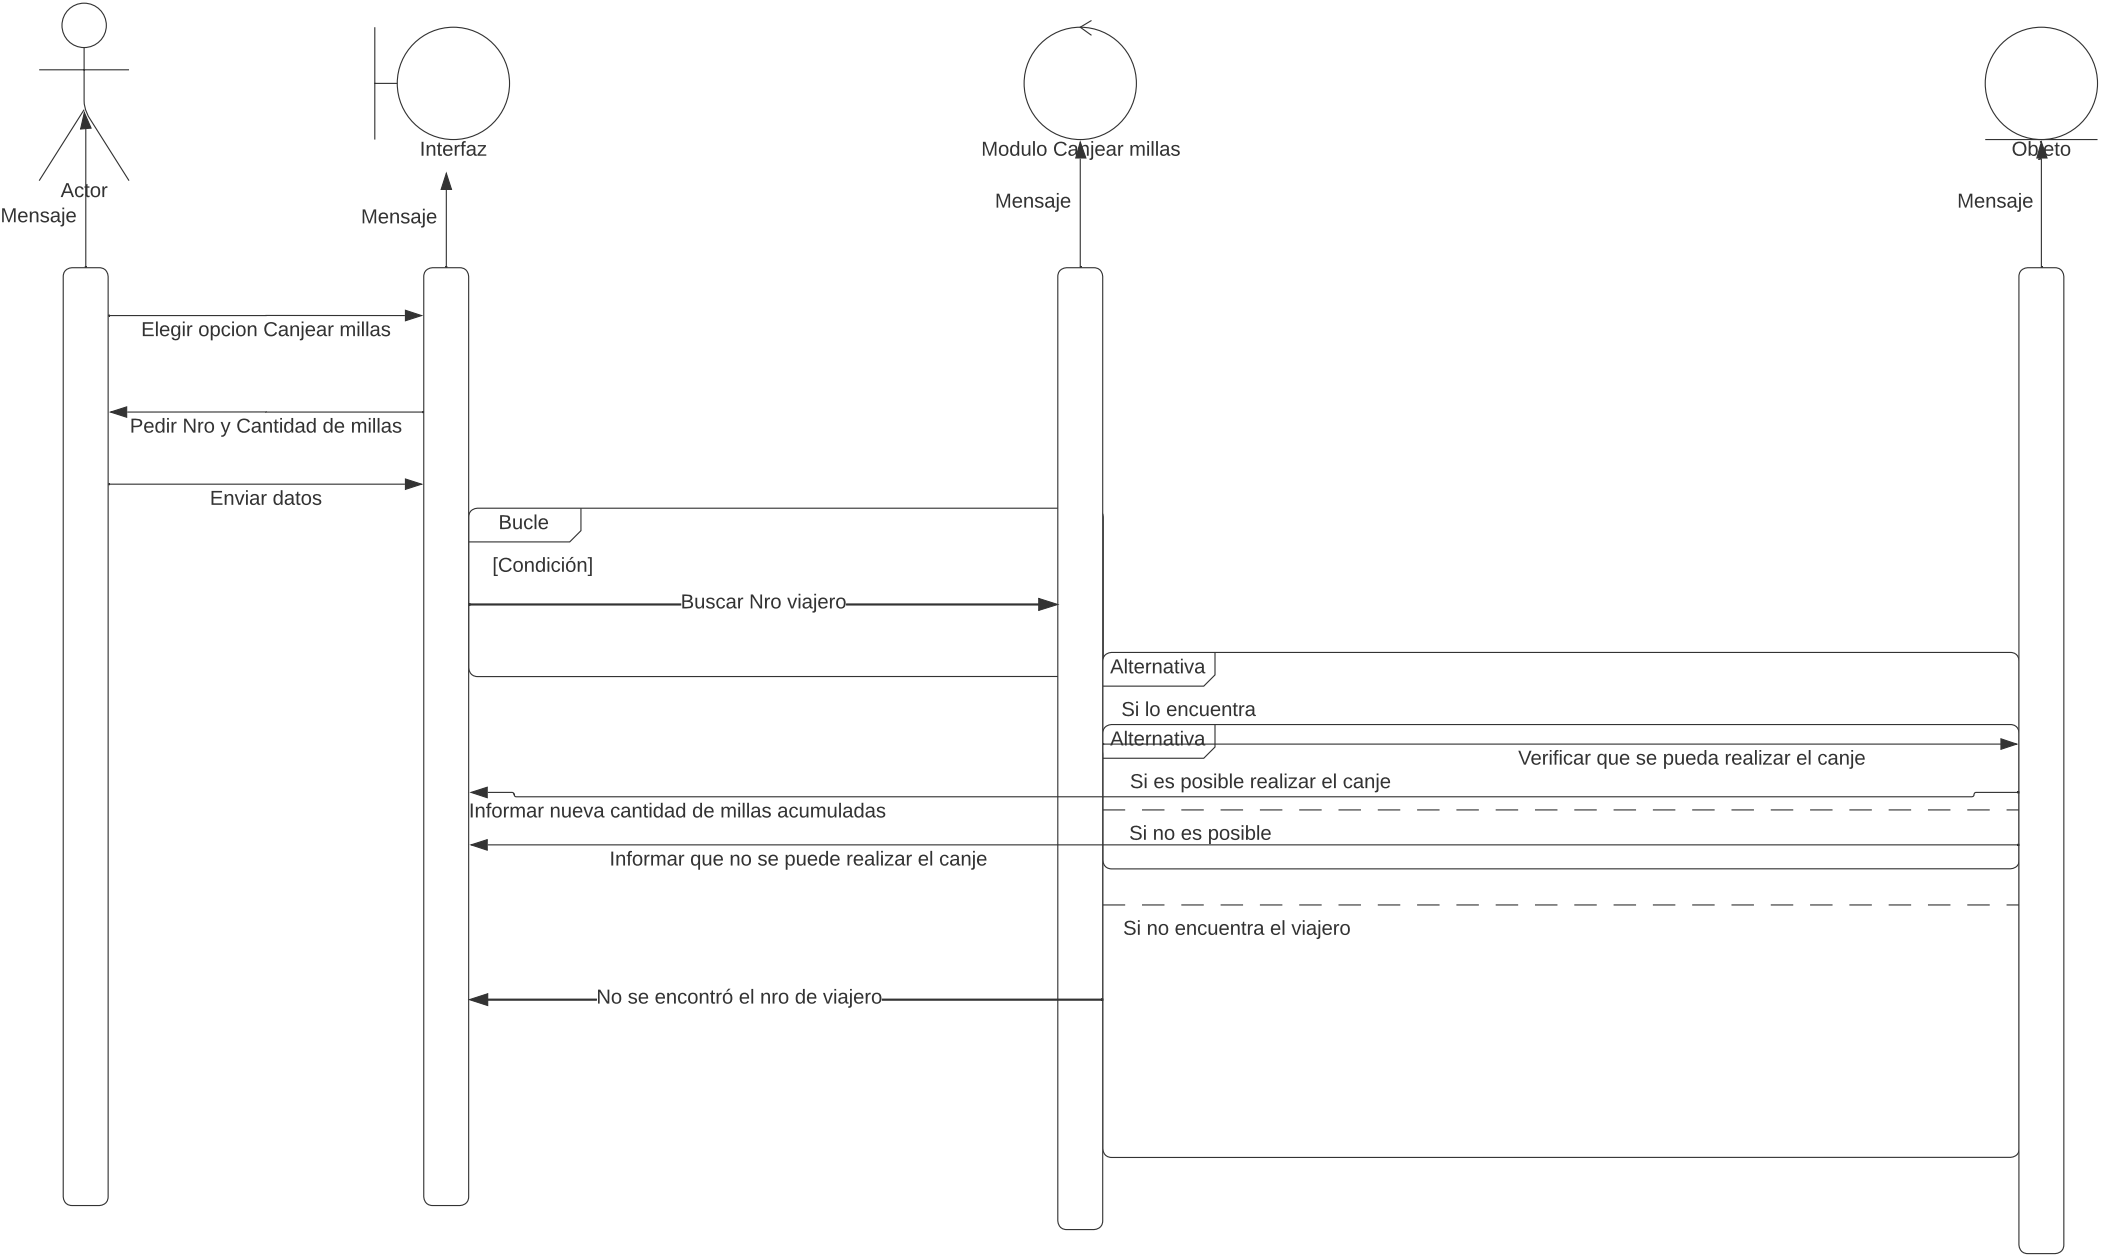 Interfaz
Modulo Canjear millas
Objeto
Actor
Mensaje
Mensaje
Mensaje
Mensaje
Elegir opcion Canjear millas
Pedir Nro y Cantidad de millas
Enviar datos
Bucle
[Condición]
Buscar Nro viajero
Alternativa
Si lo encuentra
Alternativa
Verificar que se pueda realizar el canje
Si es posible realizar el canje
Informar nueva cantidad de millas acumuladas
Si no es posible
Informar que no se puede realizar el canje
Si no encuentra el viajero
No se encontró el nro de viajero